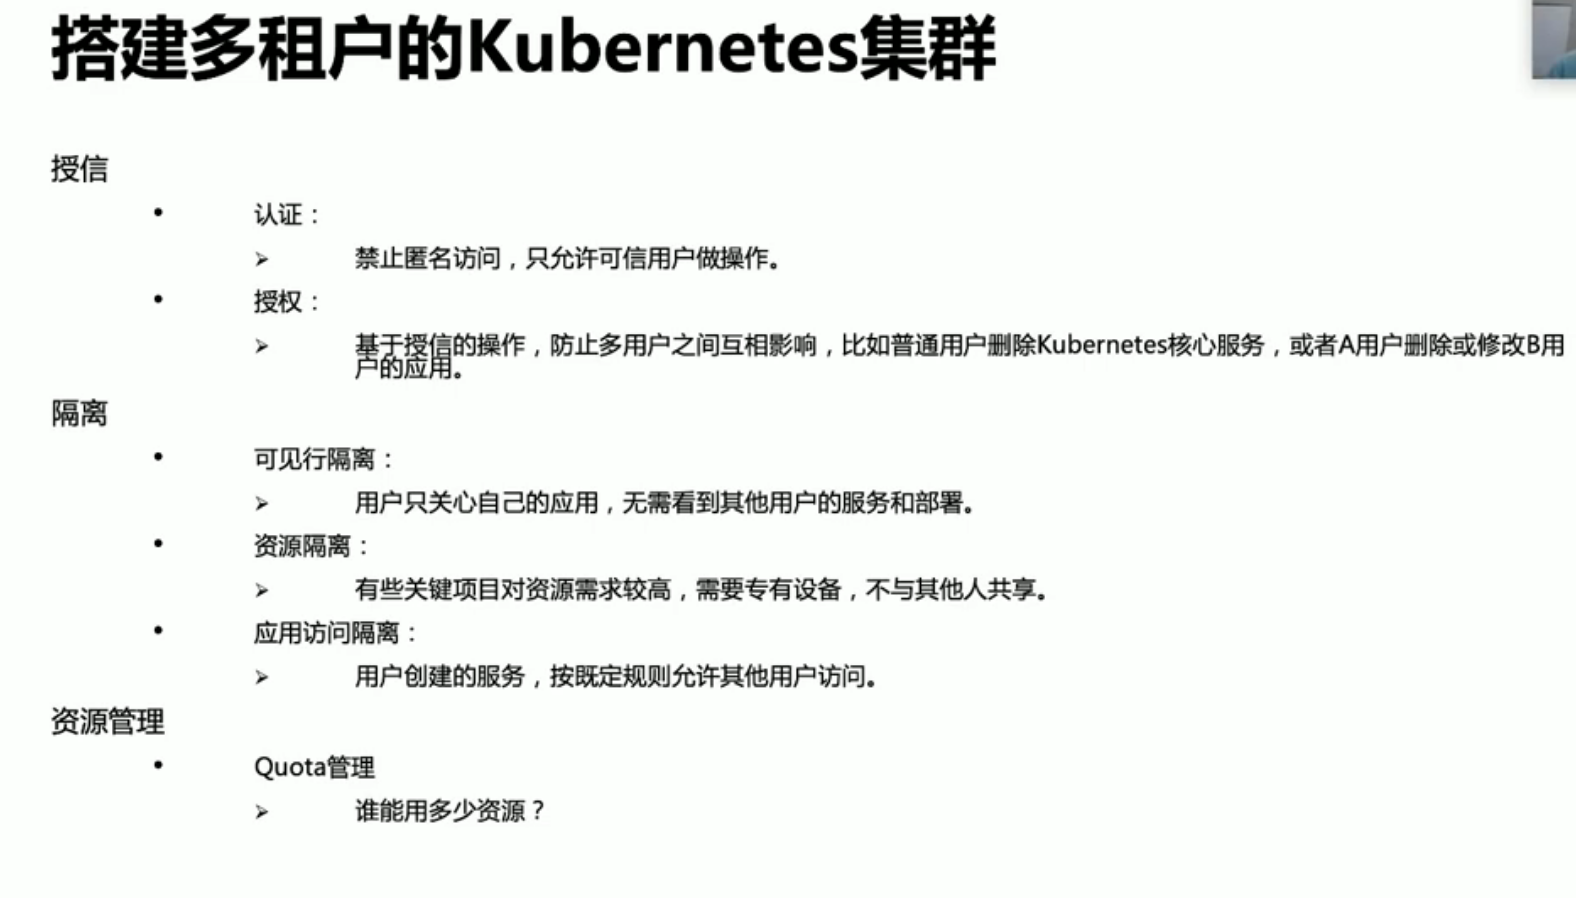 搭建多租户的Kubernetes集群
授信
• 认证：
➢ 禁止匿名访问，只允许可信用户做操作。
• 授权：
➢ 基于授信的操作，防止多用户之间互相影响，比如普通用户删除Kubernetes核心服务，或者A用户删除或修改B用
户的应用。
隔离
• 可见行隔离：
➢ 用户只关心自己的应用，无需看到其他用户的服务和部署。
• 资源隔离：
➢ 有些关键项目对资源需求较高，需要专有设备，不与其他人共享。
• 应用访问隔离：
➢ 用户创建的服务，按既定规则允许其他用户访问。
资源管理
• Quota管理
➢ 谁能用多少资源？